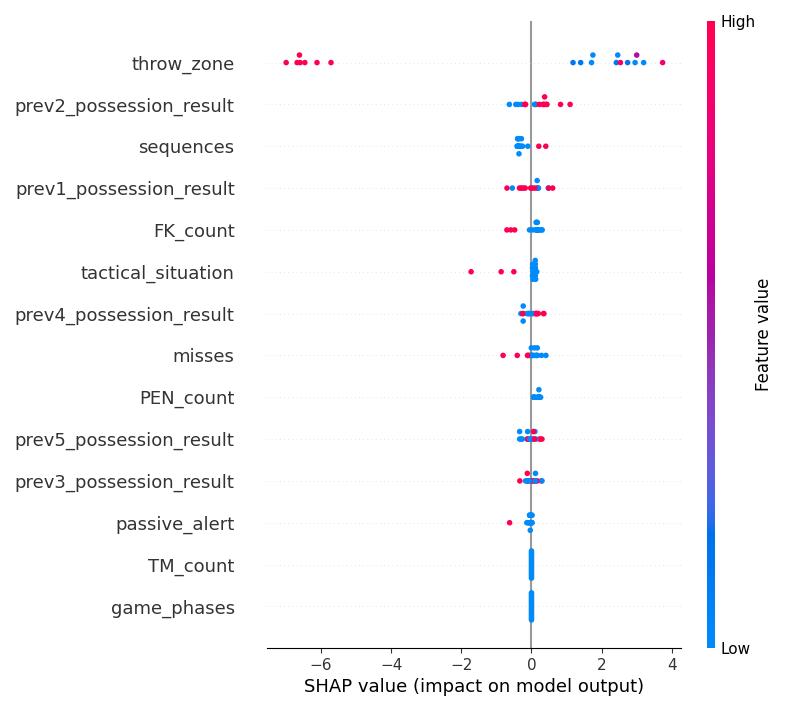 High
throw_zone
prev2_possession_result
sequences
prev1_possession_result
FK_count
tactical_situation
prev4_possession_result
misses
PEN_count
prev5_possession_result
prev3_possession_result
passive_alert
TM_count
game_phases
Feature value
Low
−6 −4 −2 0 2 4
SHAP value (impact on model output)